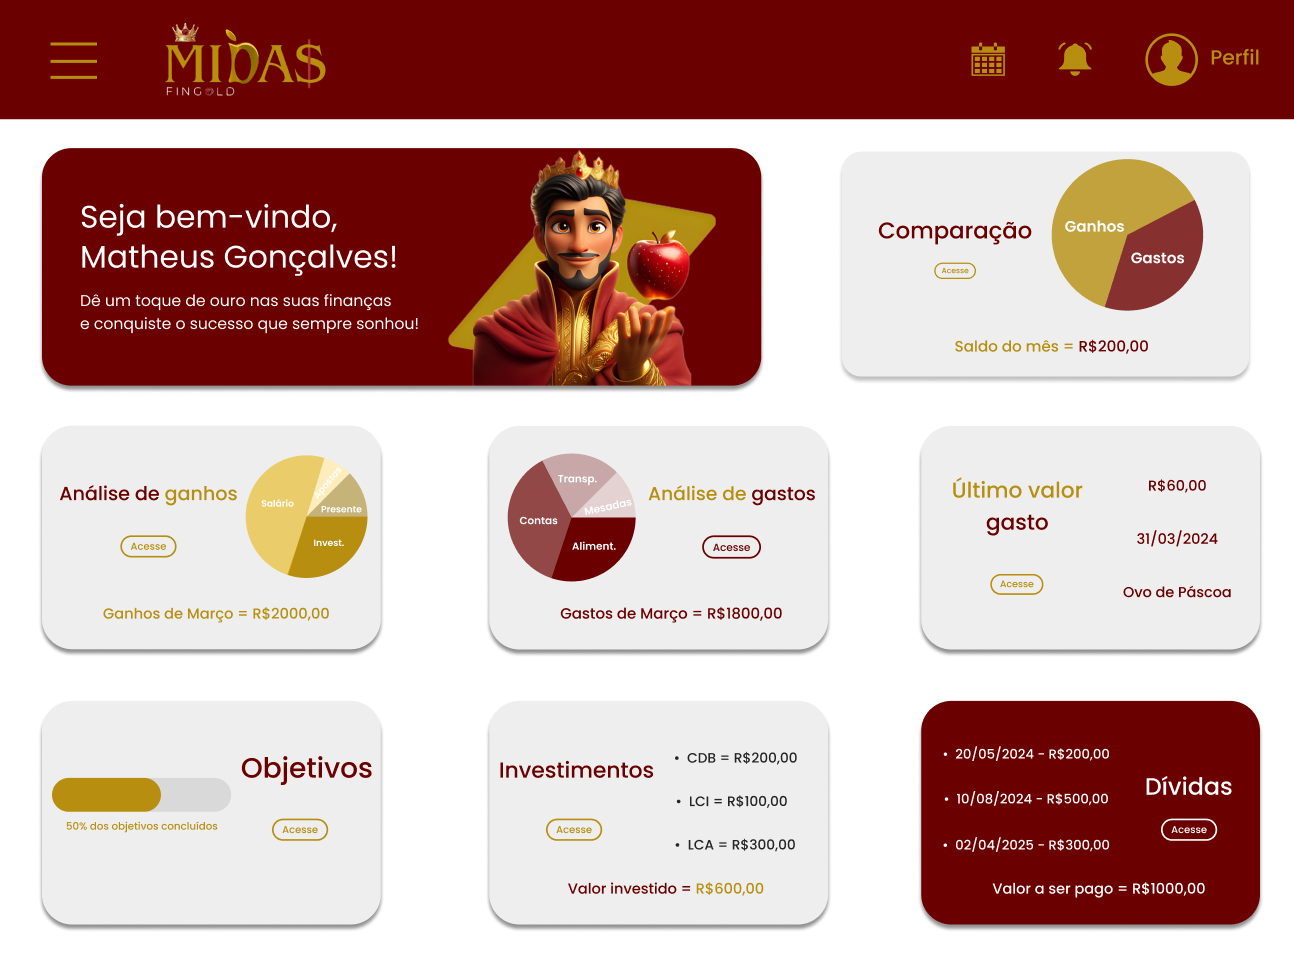 MIDA$
FINGOLD
Perfil
Seja bem-vindo,
Matheus Gonçalves!
Dê um toque de ouro nas suas finanças
e conquiste o sucesso que sempre sonhou!
Comparação
Acesse
Ganhos
Gastos
Saldo do mês = R$200,00
Análise de ganhos
Acesse
Salário
Apostas
Presente
Invest.
Ganhos de Março = R$2000,00
Transp.
Mesadas
Contas
Aliment.
Análise de gastos
Acesse
Gastos de Março = R$1800,00
Último valor
gasto
Acesse
R$60,00
31/03/2024
Ovo de Páscoa
Objetivos
50% dos objetivos concluídos
Acesse
Investimentos
Acesse
• CDB = R$200,00
• LCI = R$100,00
• LCA = R$300,00
Valor investido = R$600,00
• 20/05/2024 - R$200,00
• 10/08/2024 - R$500,00
• 02/04/2025 - R$300,00
Dívidas
Acesse
Valor a ser pago = R$1000,00